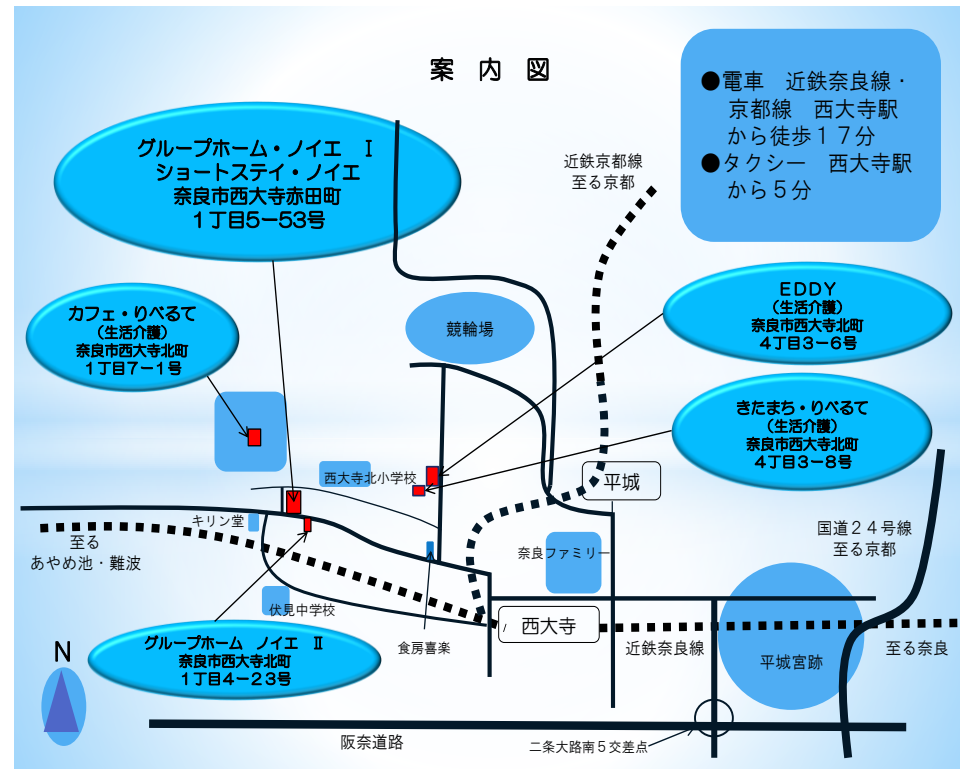 案 内 図
●電車 近鉄奈良線・
京都線 西大寺駅
から徒歩１７分
●タクシー 西大寺駅
から５分
グループホーム・ノイエ Ⅰ
ショートステイ・ノイエ
奈良市西大寺赤田町
１丁目5－53号
近鉄京都線
至る京都
カフェ・りべるて
（生活介護）
奈良市西大寺北町
１丁目７－１号
競輪場
ＥＤＤＹ
（生活介護）
奈良市西大寺北町
４丁目３－６号
きたまち・りべるて
（生活介護）
奈良市西大寺北町
４丁目３－８号
西大寺北小学校
平城
キリン堂
至る
あやめ池・難波
奈良ファミリー
国道２４号線
至る京都
伏見中学校
食房喜楽
西大寺
近鉄奈良線
平城宮跡
至る奈良
グループホーム ノイエ Ⅱ
奈良市西大寺北町
１丁目４－２３号
N
阪奈道路
二条大路南５交差点